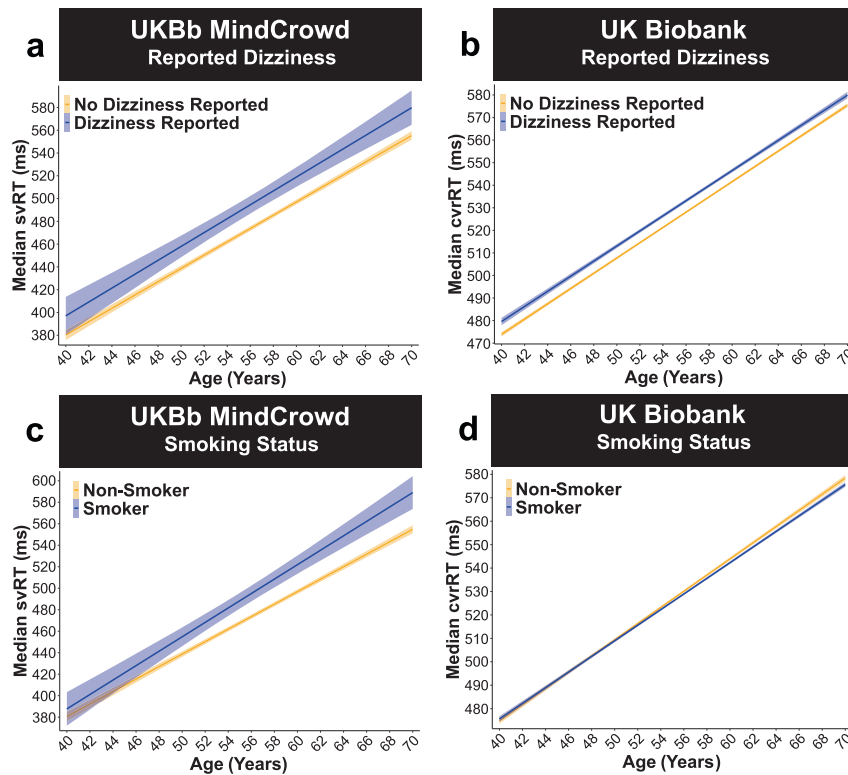 a
UKBb MindCrowd
Reported Dizziness
No Dizziness Reported
Dizziness Reported
Median svRT (ms)
580
560
540
520
500
480
460
440
420
400
380
40 42 44 46 48 50 52 54 56 58 60 62 64 66 68 70
Age (Years)
b
UK Biobank
Reported Dizziness
No Dizziness Reported
Dizziness Reported
Median cvrRT (ms)
580
570
560
550
540
530
520
510
500
490
480
470
40 42 44 46 48 50 52 54 56 58 60 62 64 66 68 70
Age (Years)
c
UKBb MindCrowd
Smoking Status
Non-Smoker
Smoker
Median svRT (ms)
600
580
560
540
520
500
480
460
440
420
400
380
40 42 44 46 48 50 52 54 56 58 60 62 64 66 68 70
Age (Years)
d
UK Biobank
Smoking Status
Non-Smoker
Smoker
Median cvrRT (ms)
580
570
560
550
540
530
520
510
500
490
480
40 42 44 46 48 50 52 54 56 58 60 62 64 66 68 70
Age (Years)